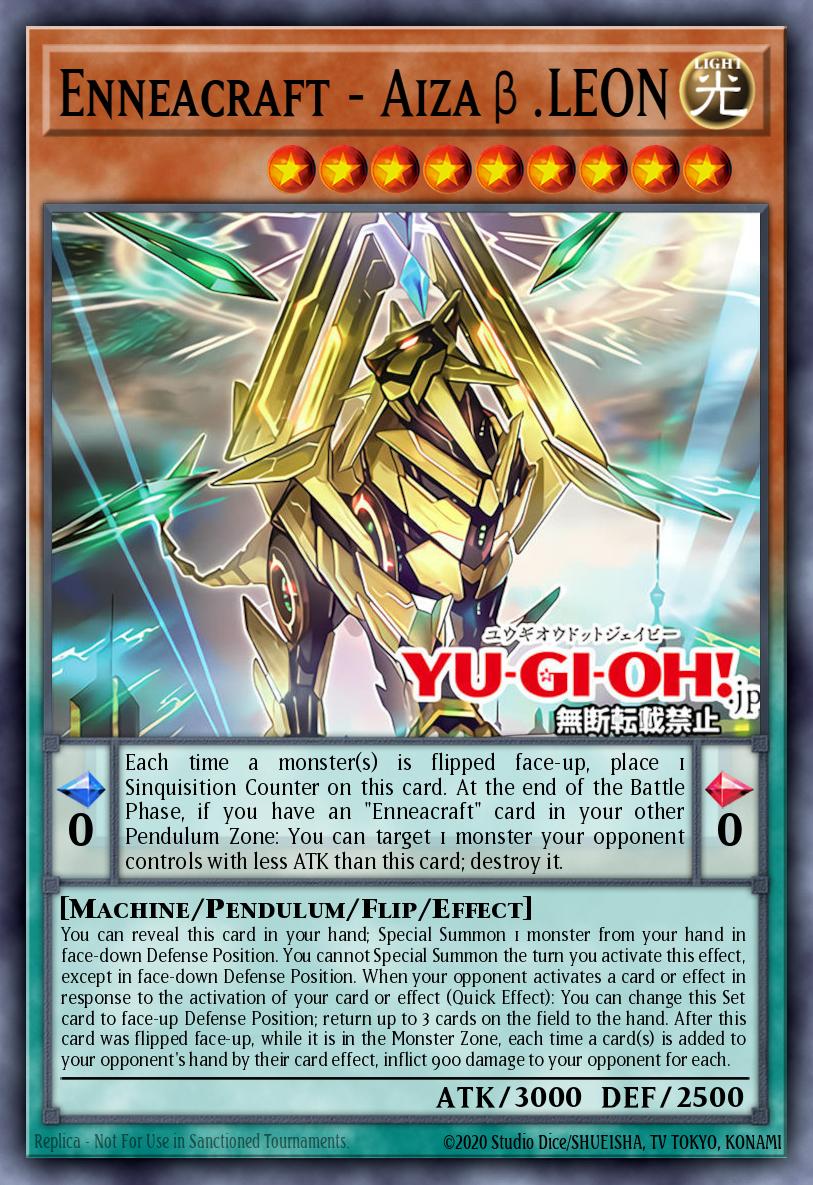 Enneacraft - Aiza β .LEON
LIGHT
光
ユウギオウドットジェイピー
YU-GI-OH!
.jp
無断転載禁止
Each time a monster(s) is flipped face-up, place 1
Sinquisition Counter on this card. At the end of the Battle
Phase, if you have an "Enneacraft" card in your other
Pendulum Zone: You can target 1 monster your opponent
controls with less ATK than this card; destroy it.
0
0
[Machine/Pendulum/Flip/Effect]
You can reveal this card in your hand; Special Summon 1 monster from your hand in
face-down Defense Position. You cannot Special Summon the turn you activate this effect,
except in face-down Defense Position. When your opponent activates a card or effect in
response to the activation of your card or effect (Quick Effect): You can change this Set
card to face-up Defense Position; return up to 3 cards on the field to the hand. After this
card was flipped face-up, while it is in the Monster Zone, each time a card(s) is added to
your opponent's hand by their card effect, inflict 900 damage to your opponent for each.
ATK/3000 DEF/2500
Replica - Not For Use in Sanctioned Tournaments.
©2020 Studio Dice/SHUEISHA, TV TOKYO, KONAMI